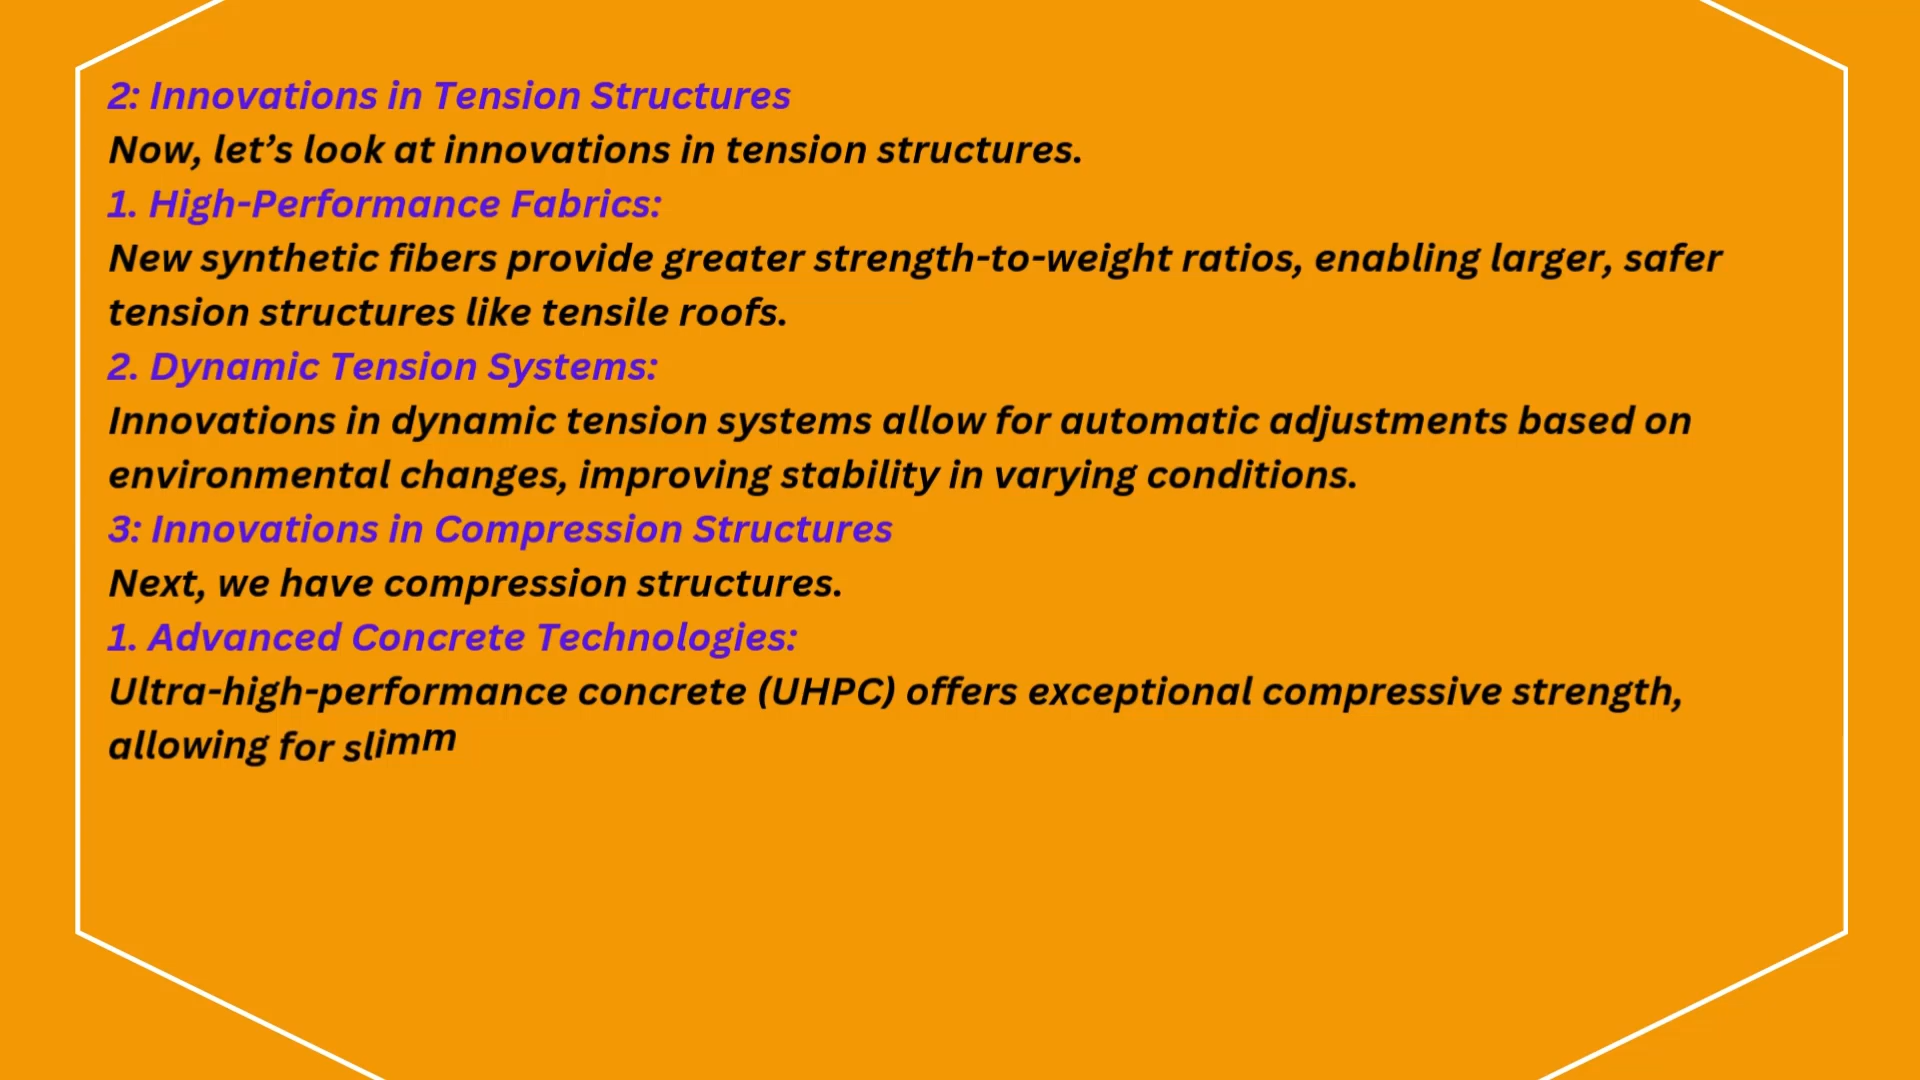 2: Innovations in Tension Structures
Now, let’s look at innovations in tension structures.
1. High-Performance Fabrics:
New synthetic fibers provide greater strength-to-weight ratios, enabling larger, safer
tension structures like tensile roofs.
2. Dynamic Tension Systems:
Innovations in dynamic tension systems allow for automatic adjustments based on
environmental changes, improving stability in varying conditions.
3: Innovations in Compression Structures
Next, we have compression structures.
1. Advanced Concrete Technologies:
Ultra-high-performance concrete (UHPC) offers exceptional compressive strength,
allowing for slimm